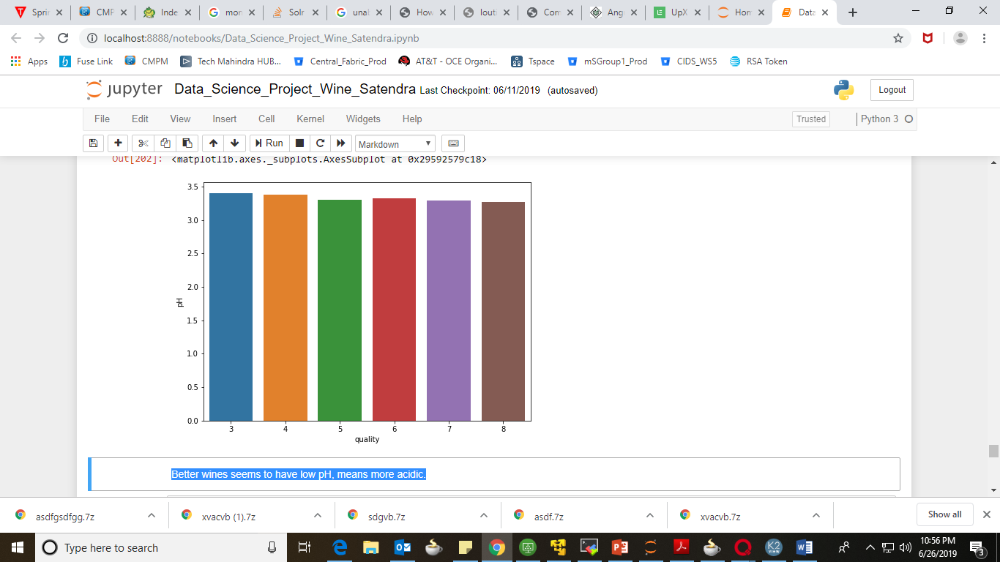 Sprin
CMP
Inde
mon
Solr
unal
How
louti
Com
Ang
UpX
Hom
Data
localhost:8888/notebooks/Data_Science_Project_Wine_Satendra.ipynb
Apps
Fuse Link
CMPM
Tech Mahindra HUB...
Central_Fabric_Prod
AT&T - OCE Organi...
Tspace
mSGroup1_Prod
CIDS_WS5
RSA Token
jupyter Data_Science_Project_Wine_Satendra Last Checkpoint: 06/11/2019 (autosaved)
Logout
File Edit View Insert Cell Kernel Widgets Help
Trusted
Python 3
Run
Markdown
Out[202]: <matplotlib.axes._subplots.AxesSubplot at 0x29592579c18>
3.5
3.0
2.5
2.0
1.5
1.0
0.5
0.0
pH
3 4 5 6 7 8
quality
Better wines seems to have low pH, means more acidic.
asdfgsdfgg.7z
xvacvb (1).7z
sdgvb.7z
asdf.7z
xvacvb.7z
Show all
Type here to search
K2
VIEW
10:56 PM
6/26/2019
3